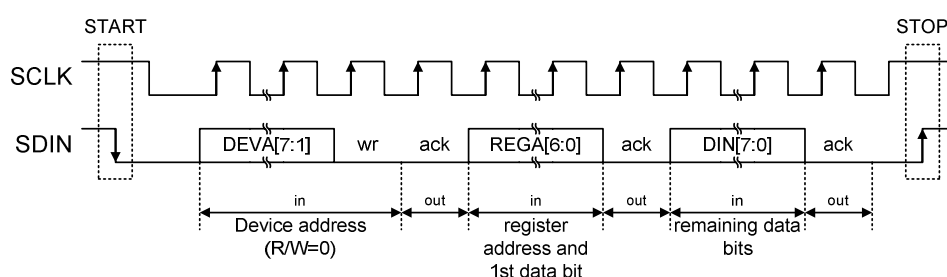 START
STOP
SCLK
SDIN
DEVA[7:1]
wr
ack
REGA[6:0]
ack
DIN[7:0]
ack
in
out
in
out
in
out
Device address
(R/W=0)
register
address and
1st data bit
remaining data
bits